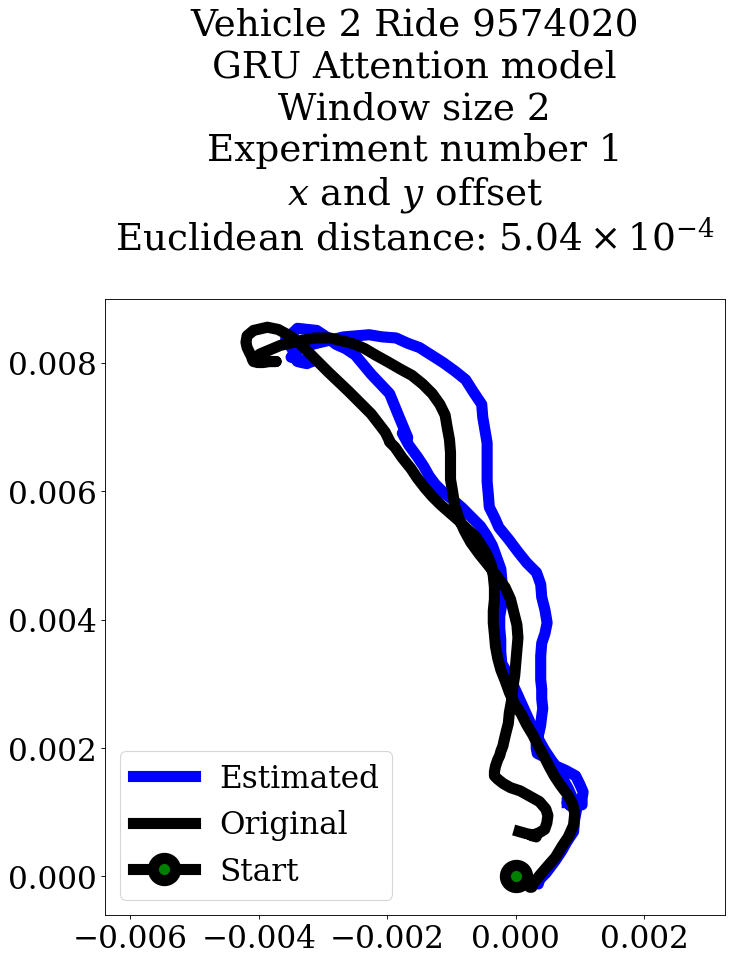 Vehicle 2 Ride 9574020
GRU Attention model
Window size 2
Experiment number 1
x and y offset
Euclidean distance: 5.04 × 10⁻⁴
0.008
0.006
0.004
0.002
0.000
Estimated
Original
Start
−0.006 −0.004 −0.002 0.000 0.002